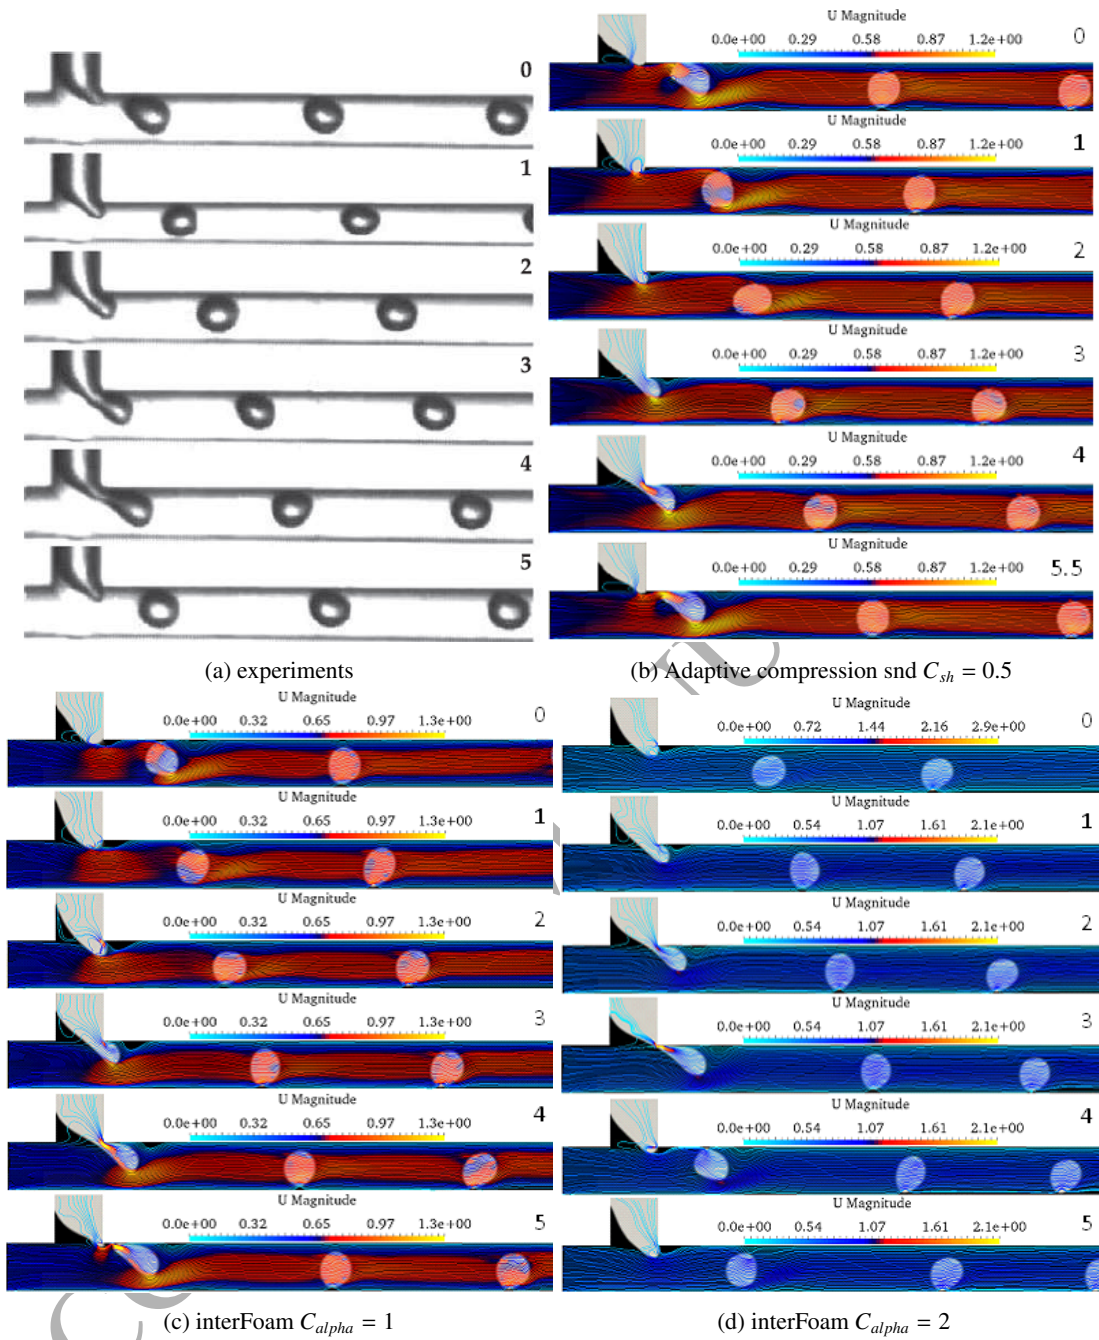 0
1
2
3
4
5
(a) experiments
U Magnitude
0.0e+00 0.29 0.58 0.87 1.2e+00
0
U Magnitude
0.0e+00 0.29 0.58 0.87 1.2e+00
1
U Magnitude
0.0e+00 0.29 0.58 0.87 1.2e+00
2
U Magnitude
0.0e+00 0.29 0.58 0.87 1.2e+00
3
U Magnitude
0.0e+00 0.29 0.58 0.87 1.2e+00
4
U Magnitude
0.0e+00 0.29 0.58 0.87 1.2e+00
5.5
(b) Adaptive compression snd C_{sh} = 0.5
U Magnitude
0.0e+00 0.32 0.65 0.97 1.3e+00
0
U Magnitude
0.0e+00 0.32 0.65 0.97 1.3e+00
1
U Magnitude
0.0e+00 0.32 0.65 0.97 1.3e+00
2
U Magnitude
0.0e+00 0.32 0.65 0.97 1.3e+00
3
U Magnitude
0.0e+00 0.32 0.65 0.97 1.3e+00
4
U Magnitude
0.0e+00 0.32 0.65 0.97 1.3e+00
5
(c) interFoam C_{alpha} = 1
U Magnitude
0.0e+00 0.72 1.44 2.16 2.9e+00
0
U Magnitude
0.0e+00 0.54 1.07 1.61 2.1e+00
1
U Magnitude
0.0e+00 0.54 1.07 1.61 2.1e+00
2
U Magnitude
0.0e+00 0.54 1.07 1.61 2.1e+00
3
U Magnitude
0.0e+00 0.54 1.07 1.61 2.1e+00
4
U Magnitude
0.0e+00 0.54 1.07 1.61 2.1e+00
5
(d) interFoam C_{alpha} = 2